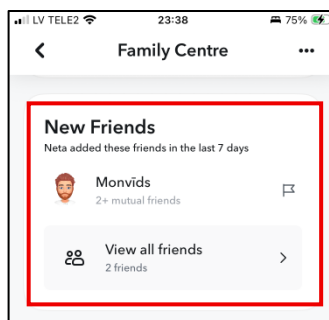 LV TELE2 23:38 75%
Family Centre
New Friends
Neta added these friends in the last 7 days
Monvīds
2+ mutual friends
View all friends
2 friends